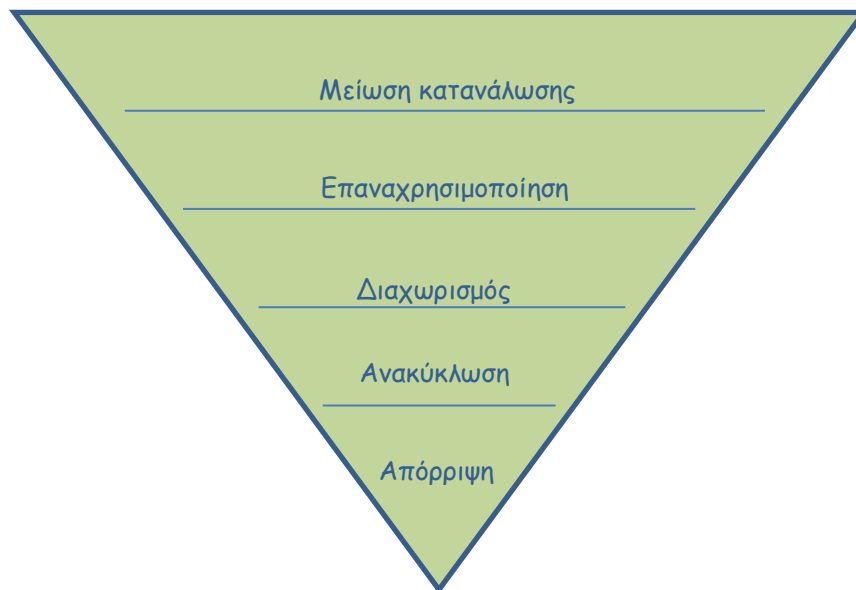 Μείωση κατανάλωσης
Επαναχρησιμοποίηση
Διαχωρισμός
Ανακύκλωση
Απόρριψη